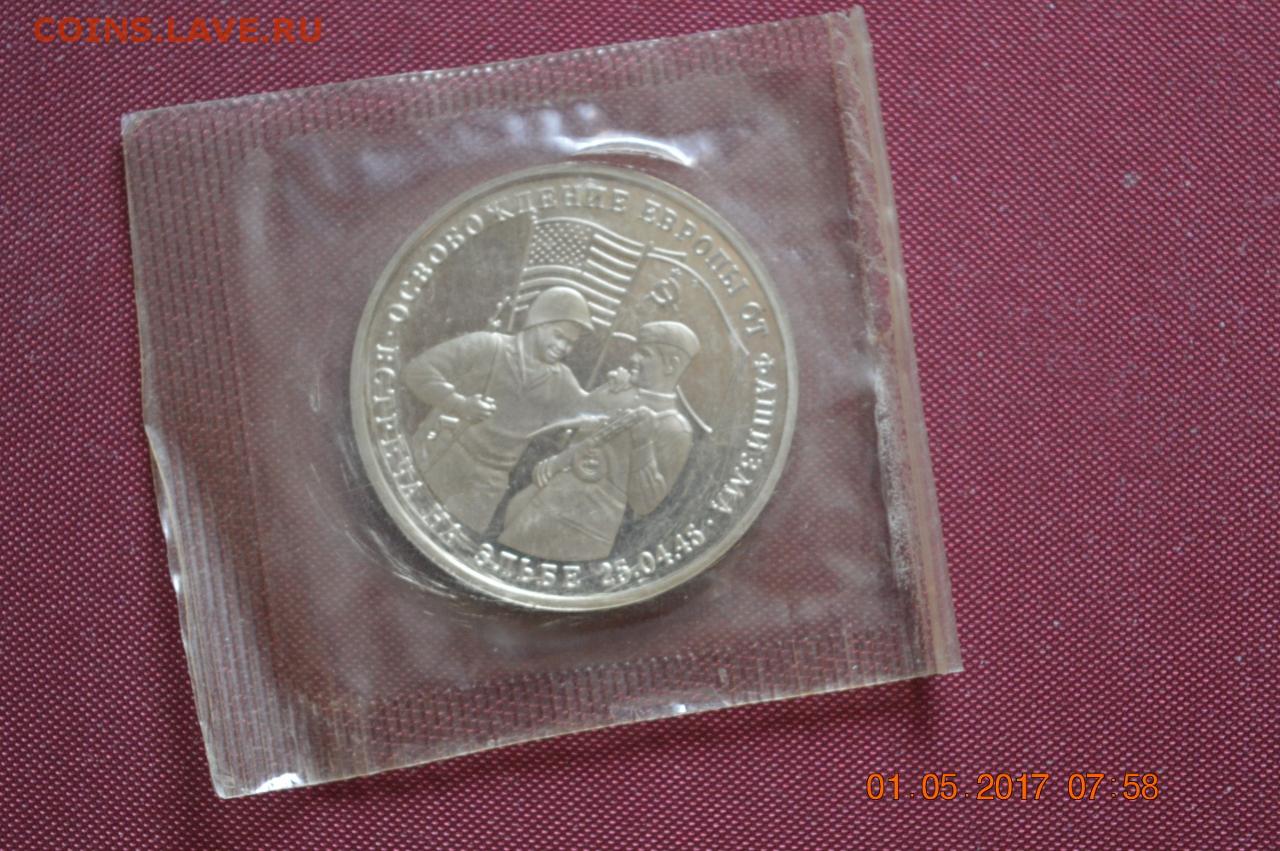 COINS.LAVE.RU
ОСВОБОЖДЕНИЕ ЕВРОПЫ ОТ ФАШИЗМА · ВСТРЕЧА НА ЭЛЬБЕ 25.04.45 ·
01.05.2017 07:58